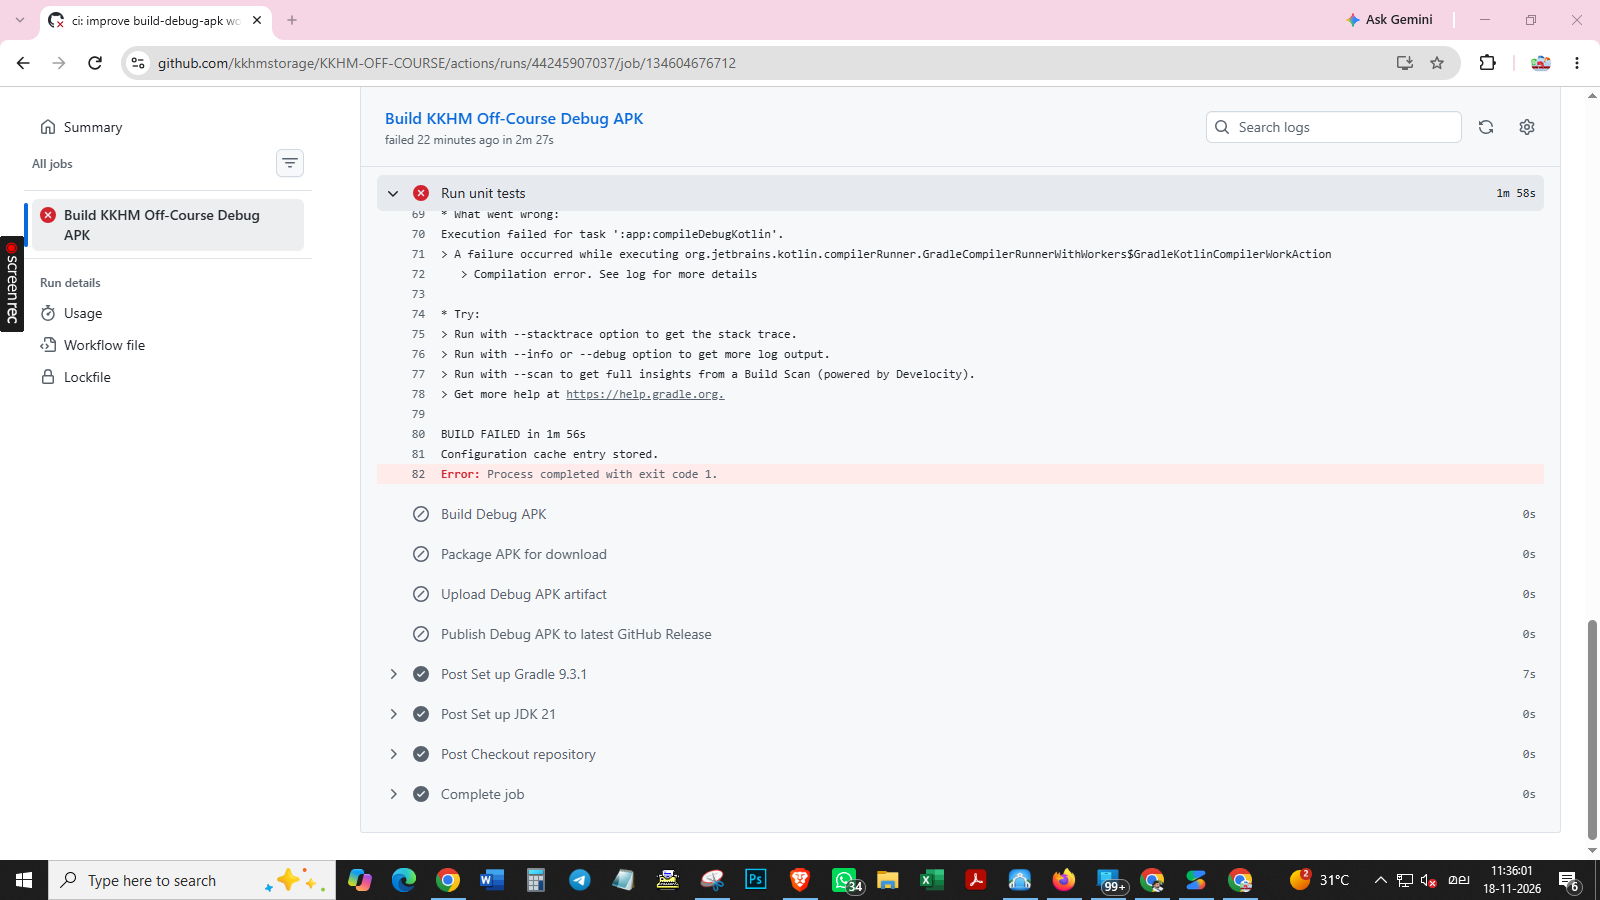 ci: improve build-debug-apk wo
Ask Gemini
github.com/kkhmstorage/KKHM-OFF-COURSE/actions/runs/44245907037/job/134604676712
Summary
All jobs
Build KKHM Off-Course Debug
APK
Run details
Usage
Workflow file
Lockfile
screenrec
Build KKHM Off-Course Debug APK
failed 22 minutes ago in 2m 27s
Search logs
Run unit tests
1m 58s
69 * What went wrong:
70 Execution failed for task ':app:compileDebugKotlin'.
71 > A failure occurred while executing org.jetbrains.kotlin.compilerRunner.GradleCompilerRunnerWithWorkers$GradleKotlinCompilerWorkAction
72 > Compilation error. See log for more details
73
74 * Try:
75 > Run with --stacktrace option to get the stack trace.
76 > Run with --info or --debug option to get more log output.
77 > Run with --scan to get full insights from a Build Scan (powered by Develocity).
78 > Get more help at https://help.gradle.org.
79
80 BUILD FAILED in 1m 56s
81 Configuration cache entry stored.
82 Error: Process completed with exit code 1.
Build Debug APK 0s
Package APK for download 0s
Upload Debug APK artifact 0s
Publish Debug APK to latest GitHub Release 0s
Post Set up Gradle 9.3.1 7s
Post Set up JDK 21 0s
Post Checkout repository 0s
Complete job 0s
Type here to search
Ps
34
99+
2
31°C
മല
11:36:01
18-11-2026
6